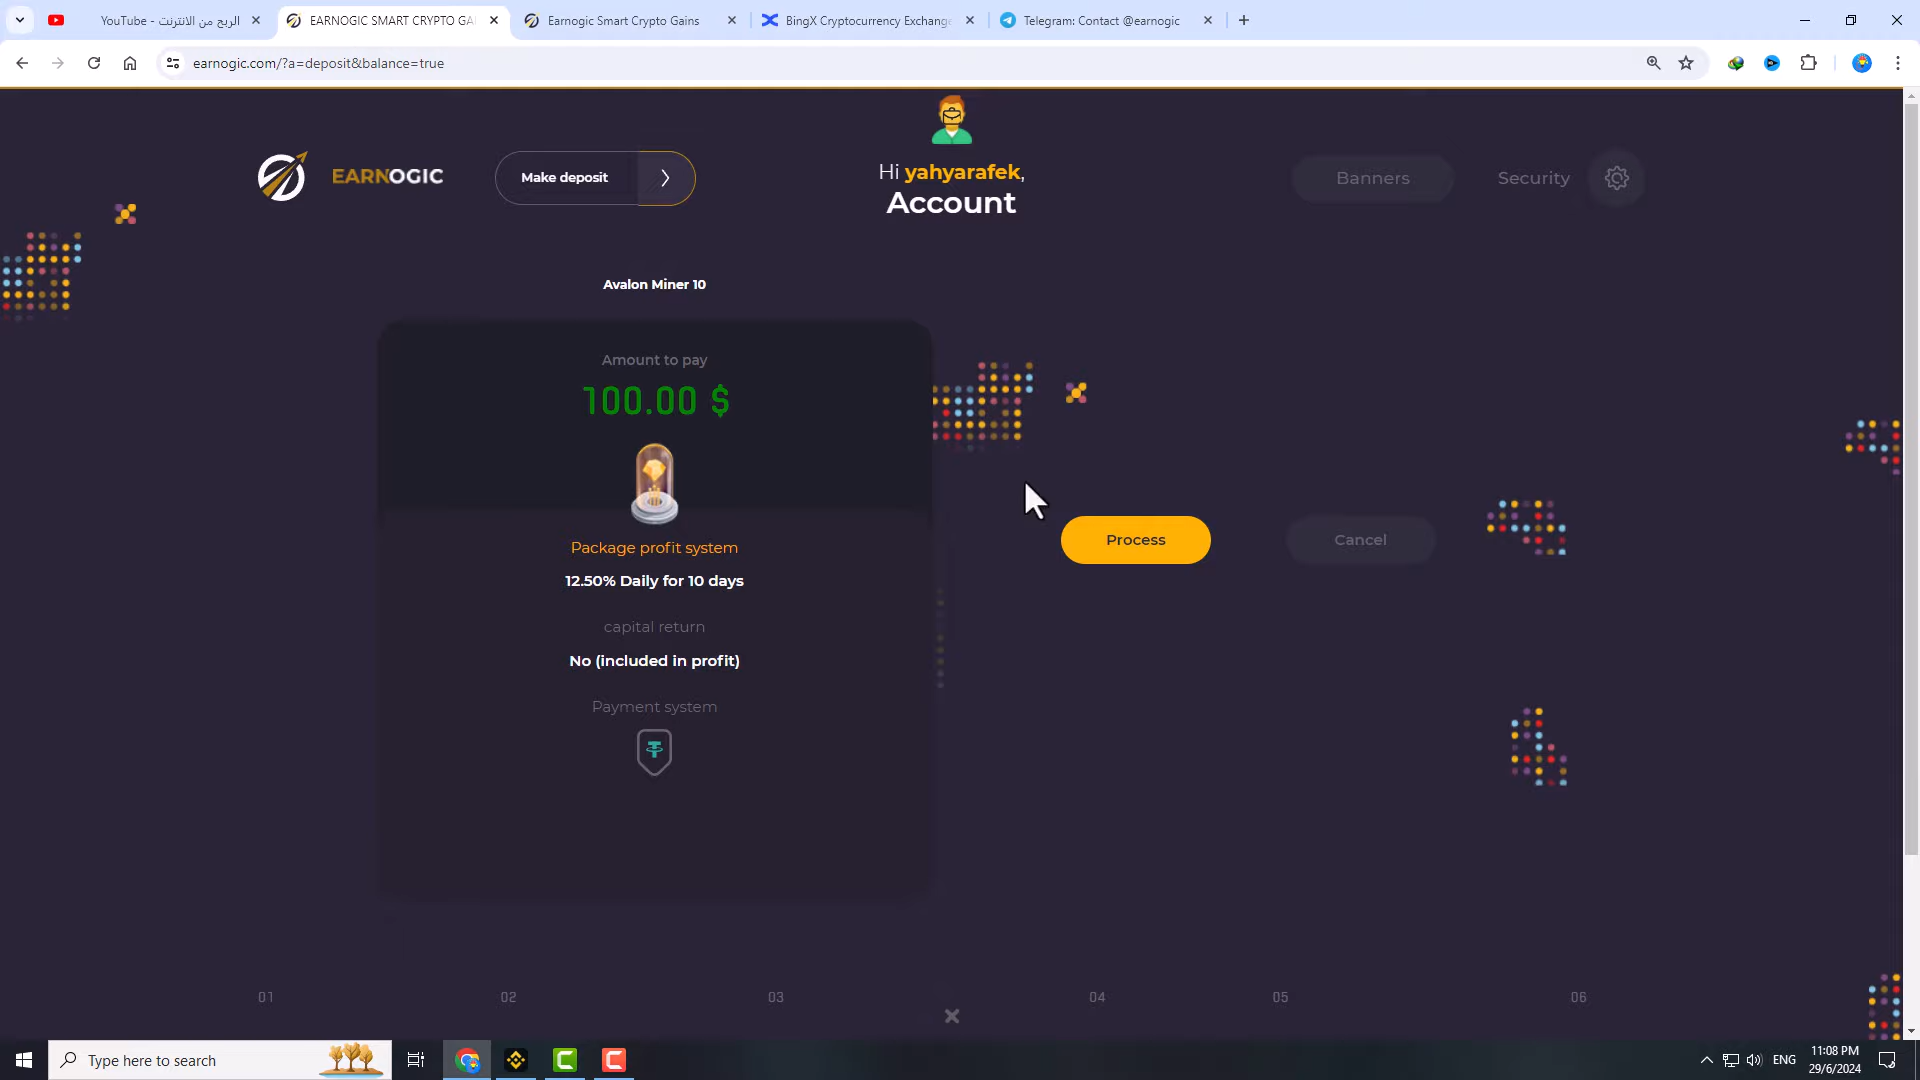 YouTube - الربح من الانترنت
EARNOGIC SMART CRYPTO GA
Earnogic Smart Crypto Gains
BingX Cryptocurrency Exchange
Telegram: Contact @earnogic
earnogic.com/?a=deposit&balance=true
EARNOGIC
Make deposit
Hi yahyarafek,
Account
Banners
Security
Avalon Miner 10
Amount to pay
100.00 $
Package profit system
12.50% Daily for 10 days
capital return
No (included in profit)
Payment system
Process
Cancel
01
02
03
04
05
06
Type here to search
ENG
11:08 PM
29/6/2024